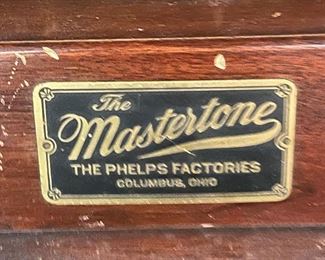 The
Mastertone
THE PHELPS FACTORIES
COLUMBUS, OHIO